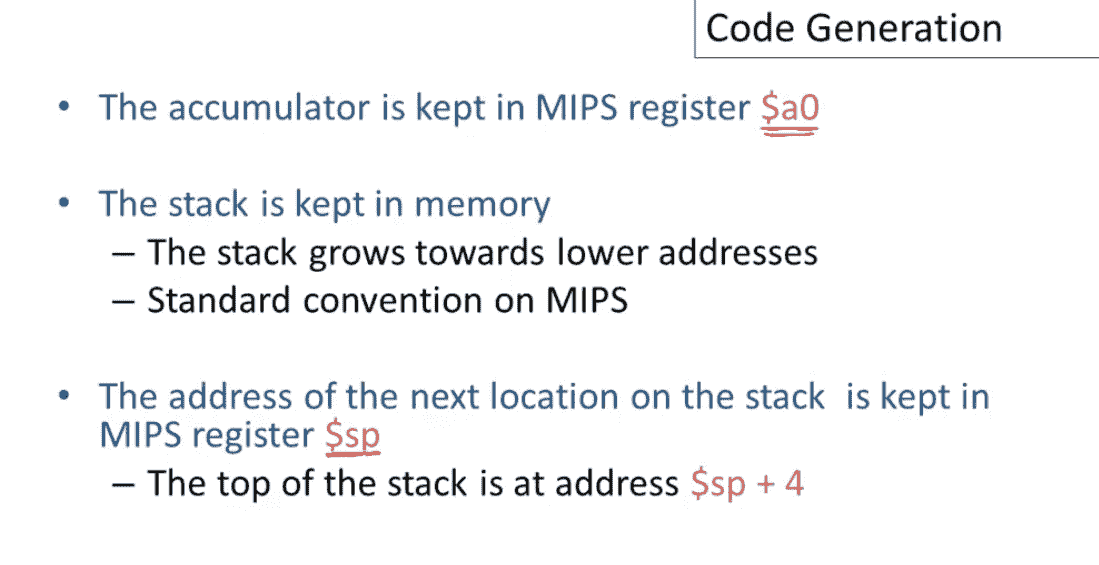 Code Generation
• The accumulator is kept in MIPS register $a0
• The stack is kept in memory
– The stack grows towards lower addresses
– Standard convention on MIPS
• The address of the next location on the stack is kept in
MIPS register $sp
– The top of the stack is at address $sp + 4